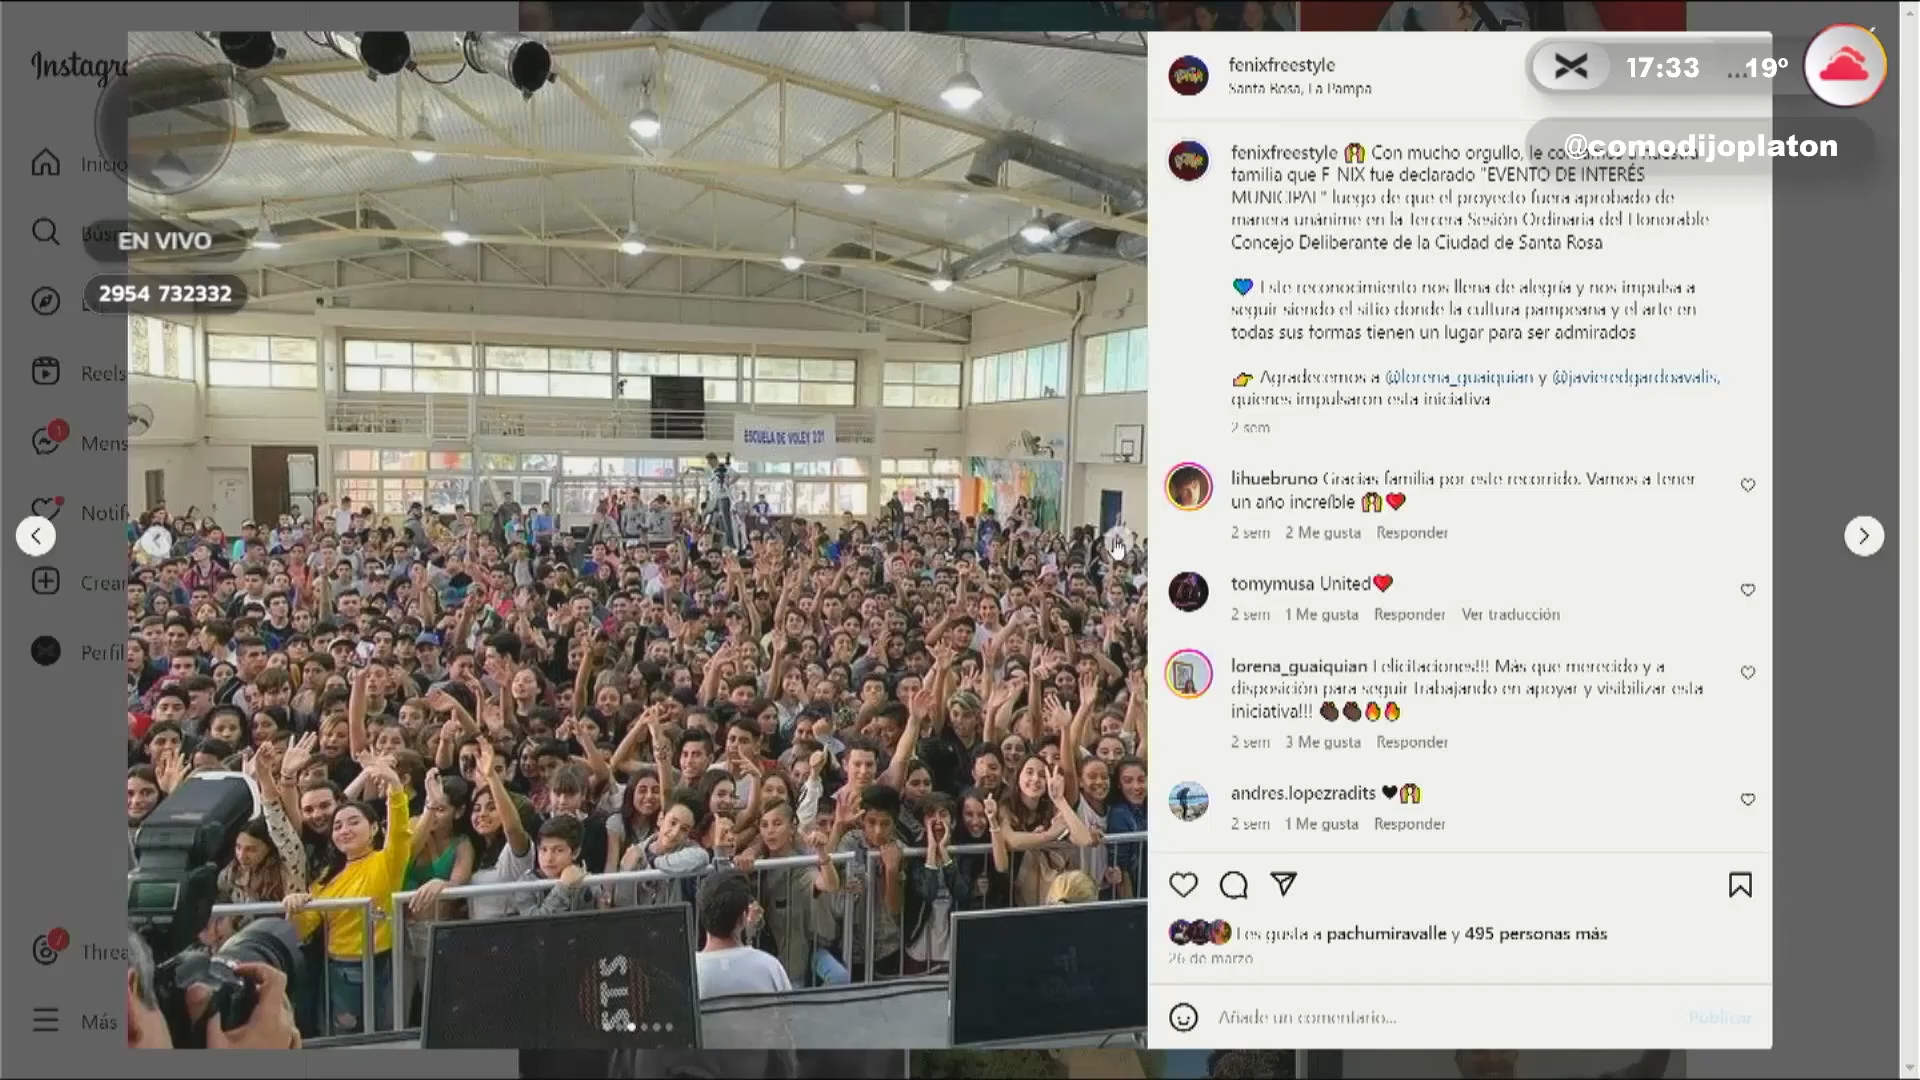 Instagra
Inicio
Reels
Mens
Notif
Crear
Perfil
Threa
Más
EN VIVO
2954 732332
ESCUELA DE VOLEY 221
STS
fenixfreestyle
Santa Rosa, La Pampa
17:33 ...19°
@comodijoplaton
fenixfreestyle 🙌 Con mucho orgullo, le
familia que F NIX fue declarado "EVENTO DE INTERÉS
MUNICIPAL" luego de que el proyecto fuera aprobado de
manera unánime en la Tercera Sesión Ordinaria del Honorable
Concejo Deliberante de la Ciudad de Santa Rosa
💙 Este reconocimiento nos llena de alegría y nos impulsa a
seguir siendo el sitio donde la cultura pampeana y el arte en
todas sus formas tienen un lugar para ser admirados
👉 Agradecemos a @lorena_guaiquian y @javieredgardoavalis,
quienes impulsaron esta iniciativa
2 sem
lihuebruno Gracias familia por este recorrido. Vamos a tener
un año increíble 🙌❤️
2 sem 2 Me gusta Responder
tomymusa United❤️
2 sem 1 Me gusta Responder Ver traducción
lorena_guaiquian Felicitaciones!!! Más que merecido y a
disposición para seguir trabajando en apoyar y visibilizar esta
iniciativa!!! 👏🏿👏🏿🔥🔥
2 sem 3 Me gusta Responder
andres.lopezradits 🖤🙌
2 sem 1 Me gusta Responder
Les gusta a pachumiravalle y 495 personas más
26 de marzo
Añade un comentario...
Publicar